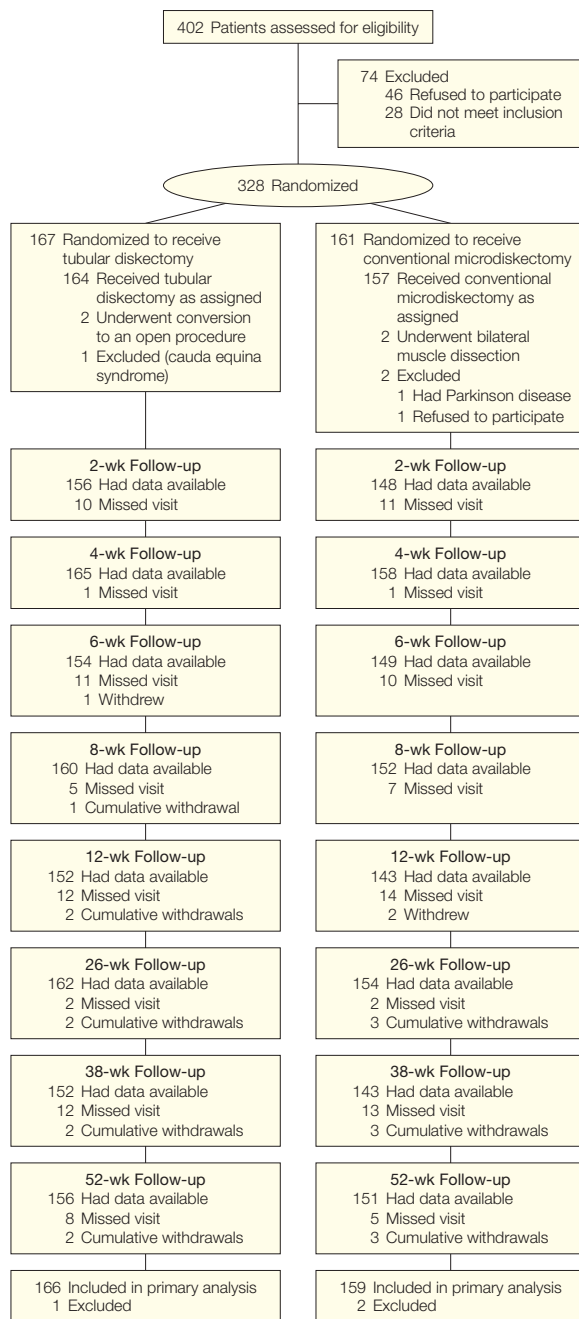 402 Patients assessed for eligibility
74 Excluded
46 Refused to participate
28 Did not meet inclusion
criteria
328 Randomized
167 Randomized to receive
tubular diskectomy
164 Received tubular
diskectomy as assigned
2 Underwent conversion
to an open procedure
1 Excluded (cauda equina
syndrome)
161 Randomized to receive
conventional microdiskectomy
157 Received conventional
microdiskectomy as
assigned
2 Underwent bilateral
muscle dissection
2 Excluded
1 Had Parkinson disease
1 Refused to participate
2-wk Follow-up
156 Had data available
10 Missed visit
2-wk Follow-up
148 Had data available
11 Missed visit
4-wk Follow-up
165 Had data available
1 Missed visit
4-wk Follow-up
158 Had data available
1 Missed visit
6-wk Follow-up
154 Had data available
11 Missed visit
1 Withdrew
6-wk Follow-up
149 Had data available
10 Missed visit
8-wk Follow-up
160 Had data available
5 Missed visit
1 Cumulative withdrawal
8-wk Follow-up
152 Had data available
7 Missed visit
12-wk Follow-up
152 Had data available
12 Missed visit
2 Cumulative withdrawals
12-wk Follow-up
143 Had data available
14 Missed visit
2 Withdrew
26-wk Follow-up
162 Had data available
2 Missed visit
2 Cumulative withdrawals
26-wk Follow-up
154 Had data available
2 Missed visit
3 Cumulative withdrawals
38-wk Follow-up
152 Had data available
12 Missed visit
2 Cumulative withdrawals
38-wk Follow-up
143 Had data available
13 Missed visit
3 Cumulative withdrawals
52-wk Follow-up
156 Had data available
8 Missed visit
2 Cumulative withdrawals
52-wk Follow-up
151 Had data available
5 Missed visit
3 Cumulative withdrawals
166 Included in primary analysis
1 Excluded
159 Included in primary analysis
2 Excluded